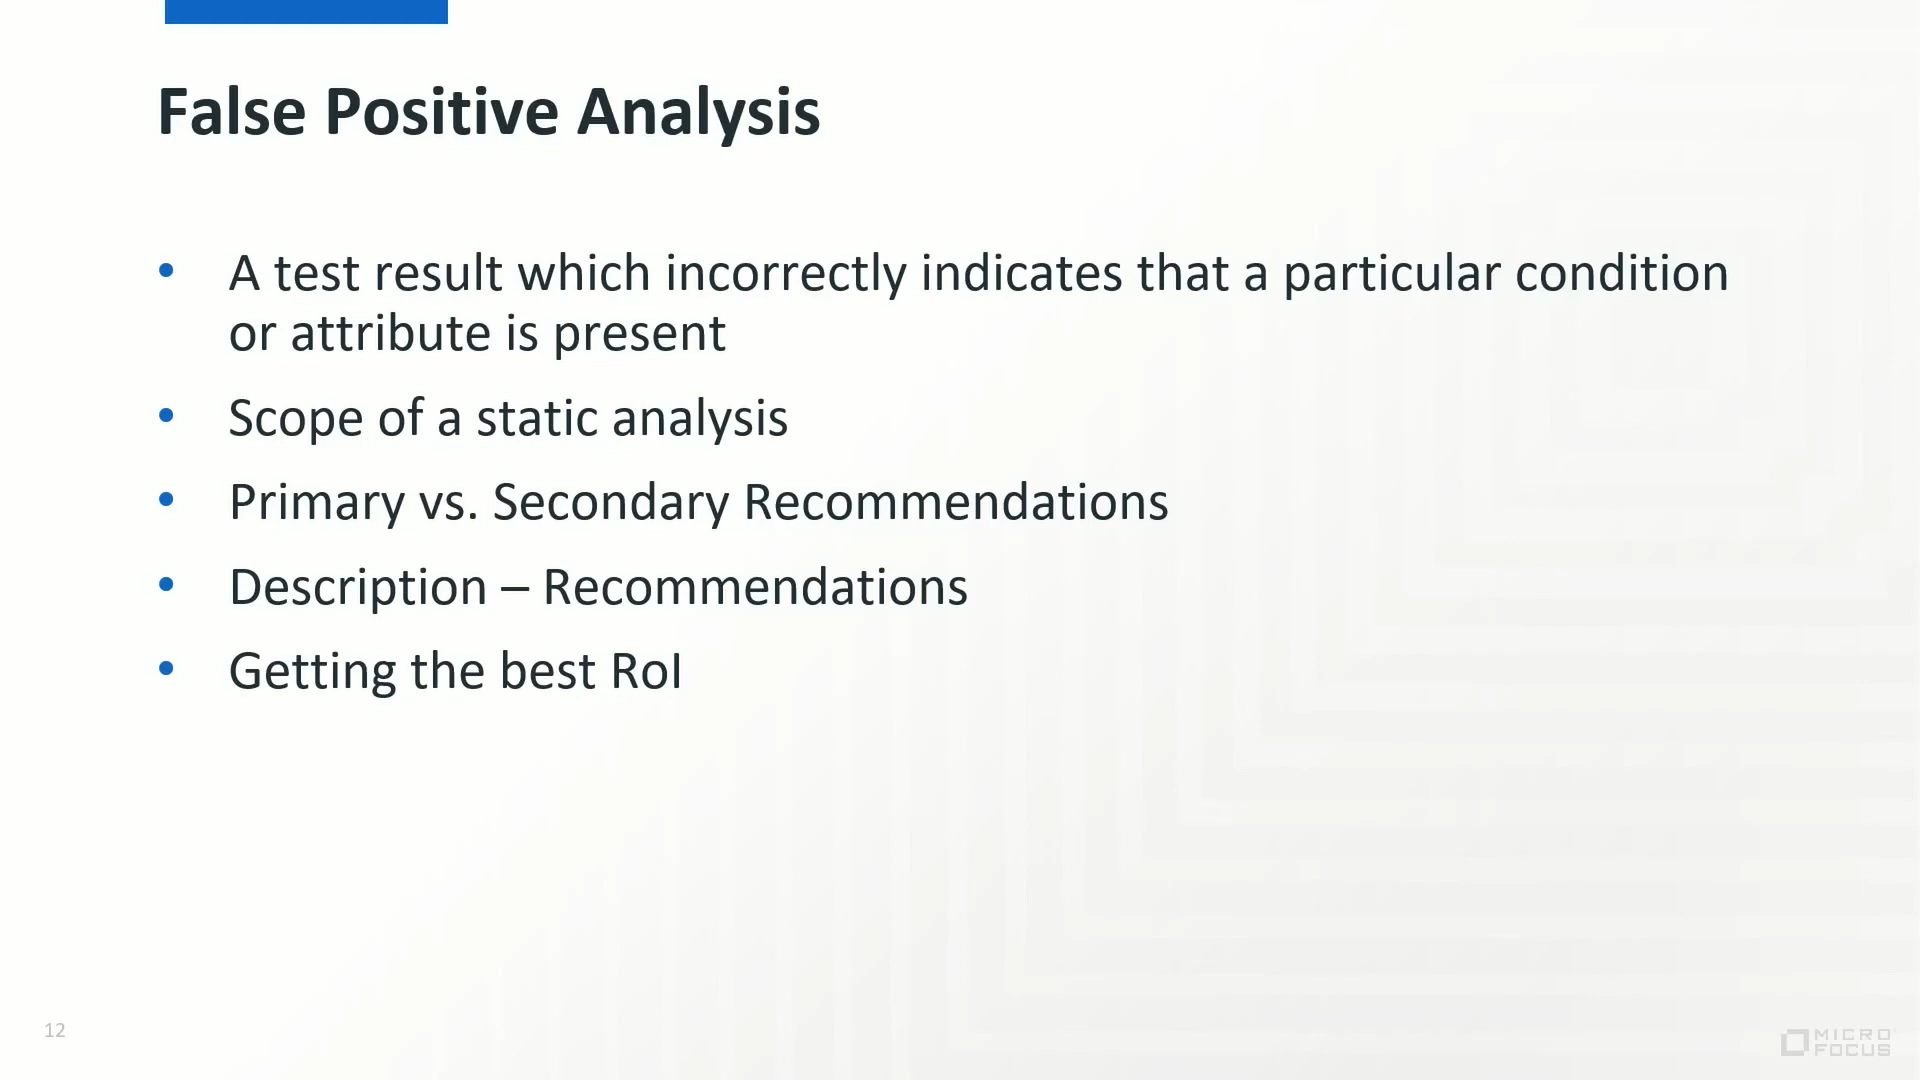 False Positive Analysis
• A test result which incorrectly indicates that a particular condition
or attribute is present
• Scope of a static analysis
• Primary vs. Secondary Recommendations
• Description – Recommendations
• Getting the best RoI
12
MICRO
FOCUS